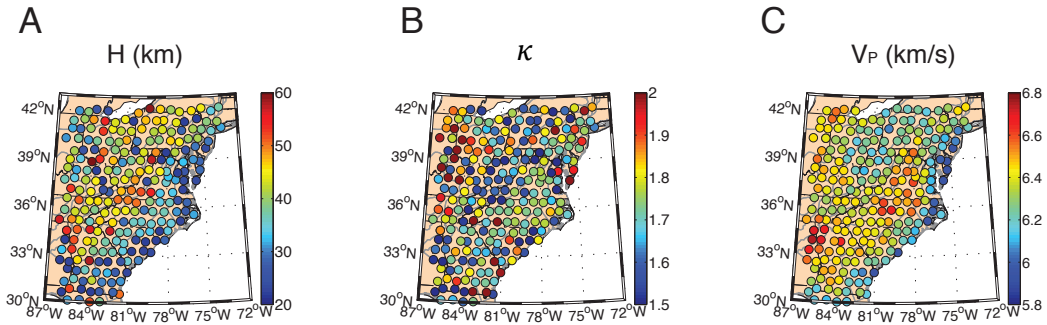 A
B
C
H (km)
κ
VP (km/s)
42°N
39°N
36°N
33°N
30°N
87°W
84°W
81°W
78°W
75°W
72°W
60
50
40
30
20
42°N
39°N
36°N
33°N
30°N
87°W
84°W
81°W
78°W
75°W
72°W
2
1.9
1.8
1.7
1.6
1.5
42°N
39°N
36°N
33°N
30°N
87°W
84°W
81°W
78°W
75°W
72°W
6.8
6.6
6.4
6.2
6
5.8